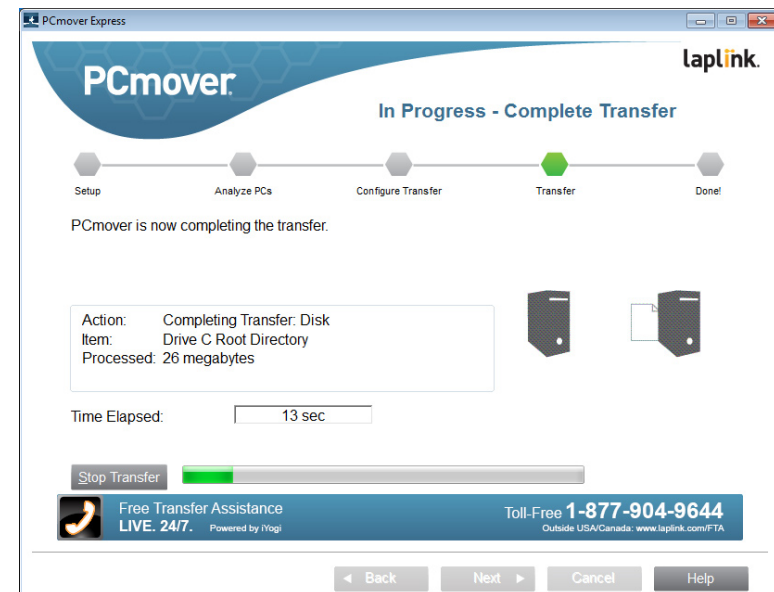 PCmover Express
laplink.
PCmover
In Progress - Complete Transfer
Setup
Analyze PCs
Configure Transfer
Transfer
Done!
PCmover is now completing the transfer.
Action: Completing Transfer: Disk
Item: Drive C Root Directory
Processed: 26 megabytes
Time Elapsed: 13 sec
Stop Transfer
Free Transfer Assistance
LIVE. 24/7. Powered by iYogi
Toll-Free 1-877-904-9644
Outside USA/Canada: www.laplink.com/FTA
Back Next Cancel Help